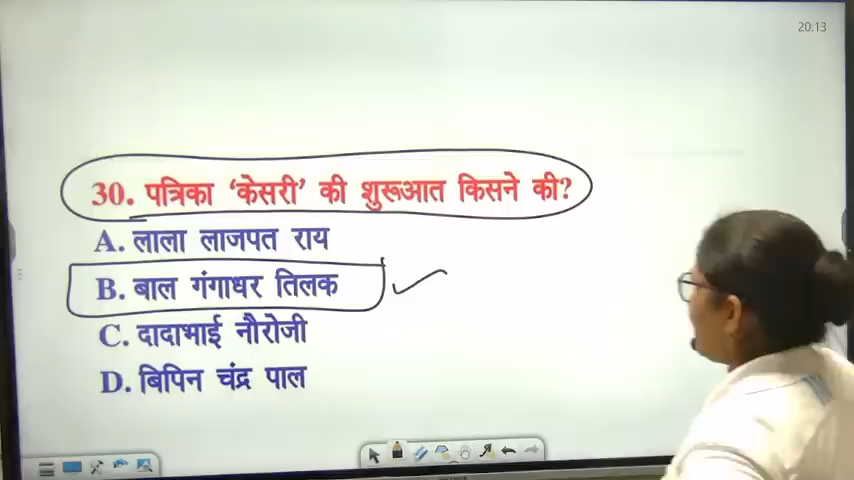 20:13
30. पत्रिका ‘केसरी’ की शुरूआत किसने की?
A. लाला लाजपत राय
B. बाल गंगाधर तिलक
C. दादाभाई नौरोजी
D. बिपिन चंद्र पाल